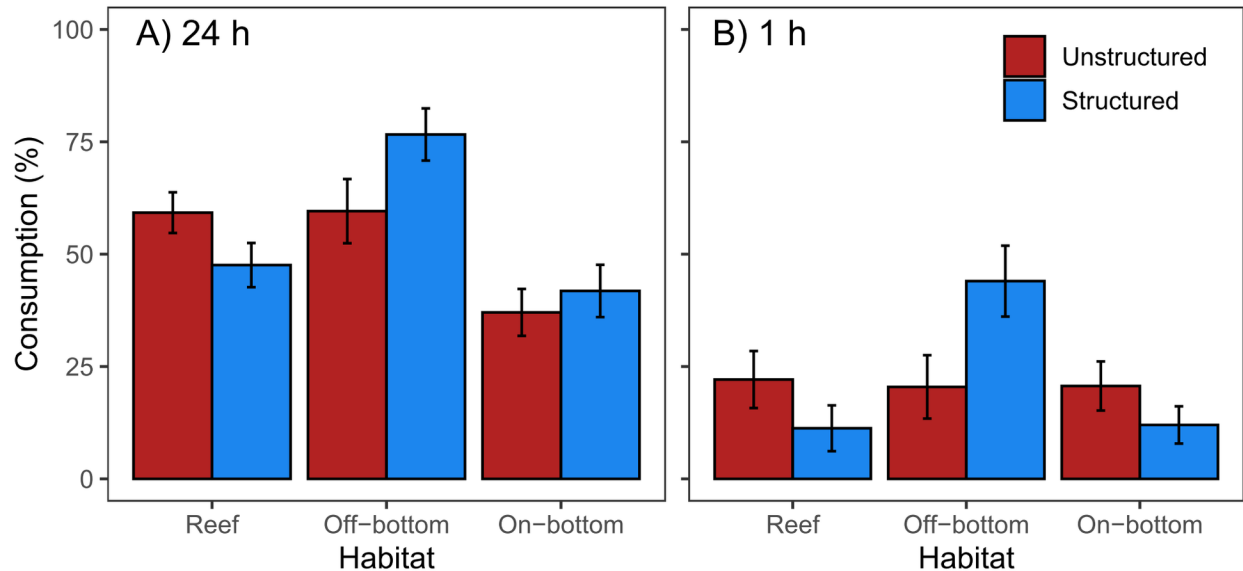 A) 24 h
B) 1 h
Unstructured
Structured
Consumption (%)
100
75
50
25
0
Reef
Off−bottom
On−bottom
Reef
Off−bottom
On−bottom
Habitat
Habitat